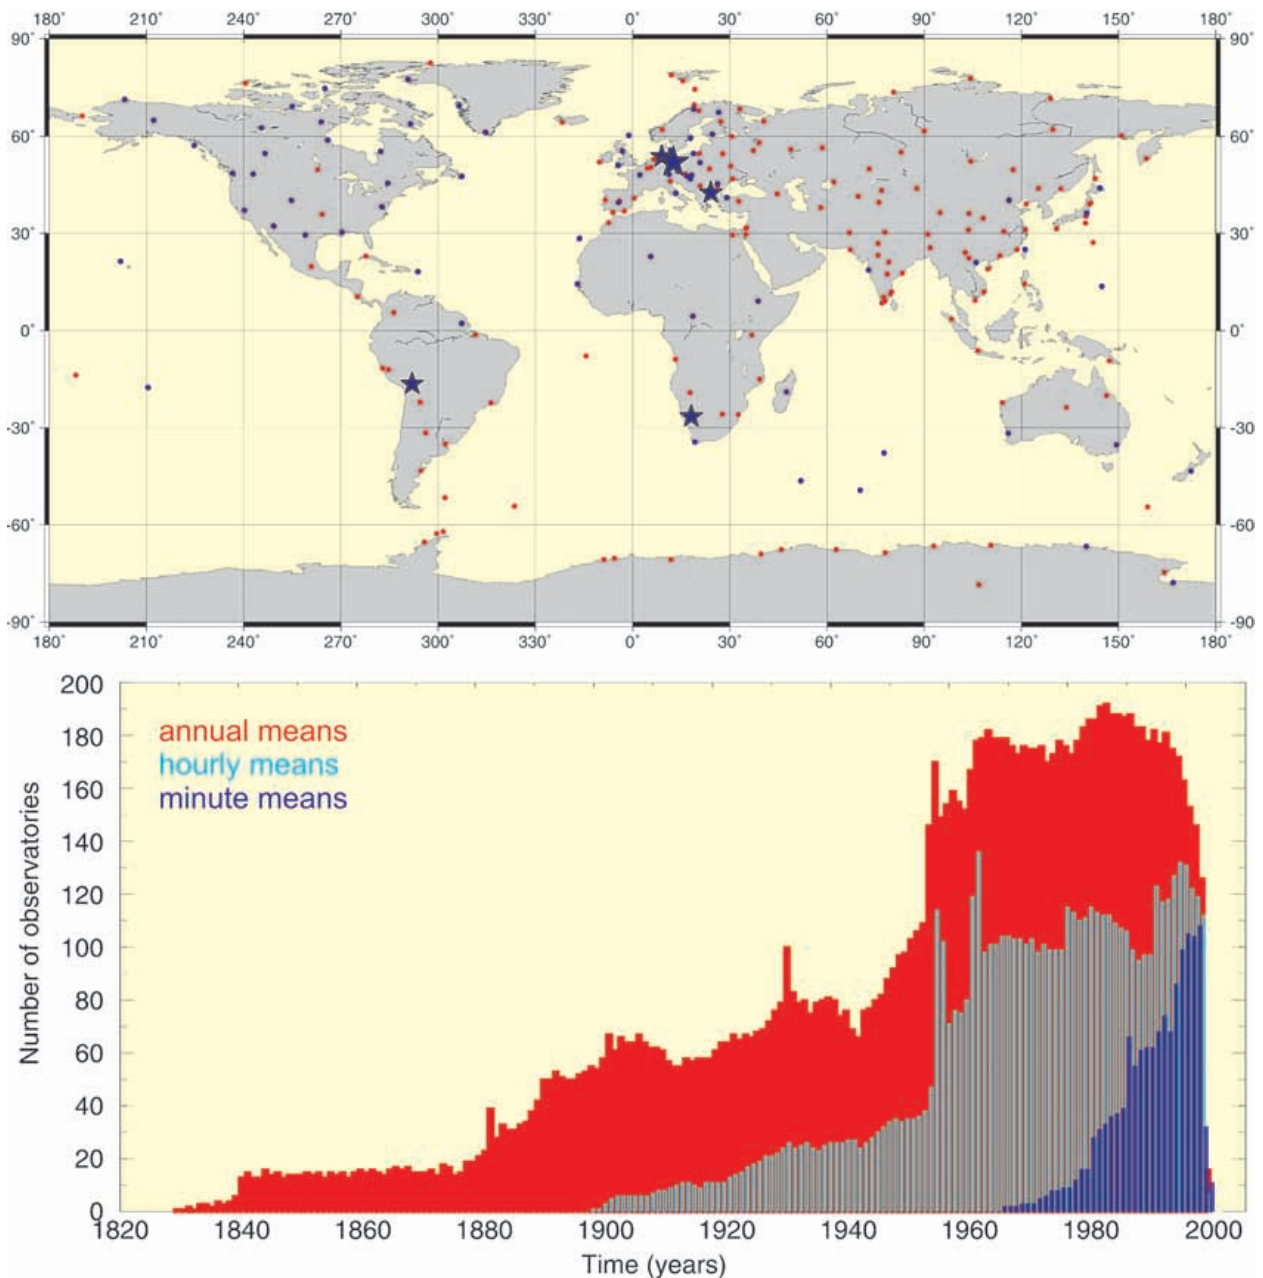 180˚ 210˚ 240˚ 270˚ 300˚ 330˚ 0˚ 30˚ 60˚ 90˚ 120˚ 150˚ 180˚
90˚ 90˚
60˚ 60˚
30˚ 30˚
0˚ 0˚
-30˚ -30
-60˚ -60
-90˚ -90
180˚ 210˚ 240˚ 270˚ 300˚ 330˚ 0˚ 30˚ 60˚ 90˚ 120˚ 150˚ 180˚
200
180
160
140
120
100
80
60
40
20
0
Number of observatories
annual means
hourly means
minute means
1820 1840 1860 1880 1900 1920 1940 1960 1980 2000
Time (years)